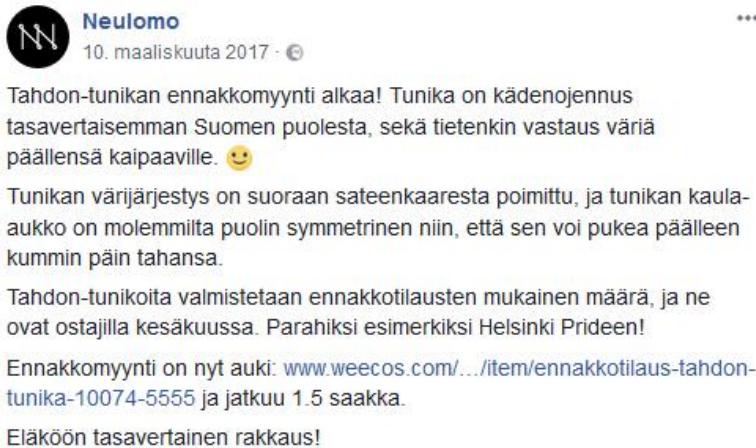 Neulomo
10. maaliskuuta 2017 ·
Tahdon-tunikan ennakkomyynti alkaa! Tunika on kädenojennus
tasavertaisemman Suomen puolesta, sekä tietenkin vastaus väriä
päällensä kaipaaville. 🙂
Tunikan värijärjestys on suoraan sateenkaaresta poimittu, ja tunikan kaula-
aukko on molemmilta puolin symmetrinen niin, että sen voi pukea päälleen
kummin päin tahansa.
Tahdon-tunikoita valmistetaan ennakkotilausten mukainen määrä, ja ne
ovat ostajilla kesäkuussa. Parahiksi esimerkiksi Helsinki Prideen!
Ennakkomyynti on nyt auki: www.weecos.com/.../item/ennakkotilaus-tahdon-
tunika-10074-5555 ja jatkuu 1.5 saakka.
Eläköön tasavertainen rakkaus!